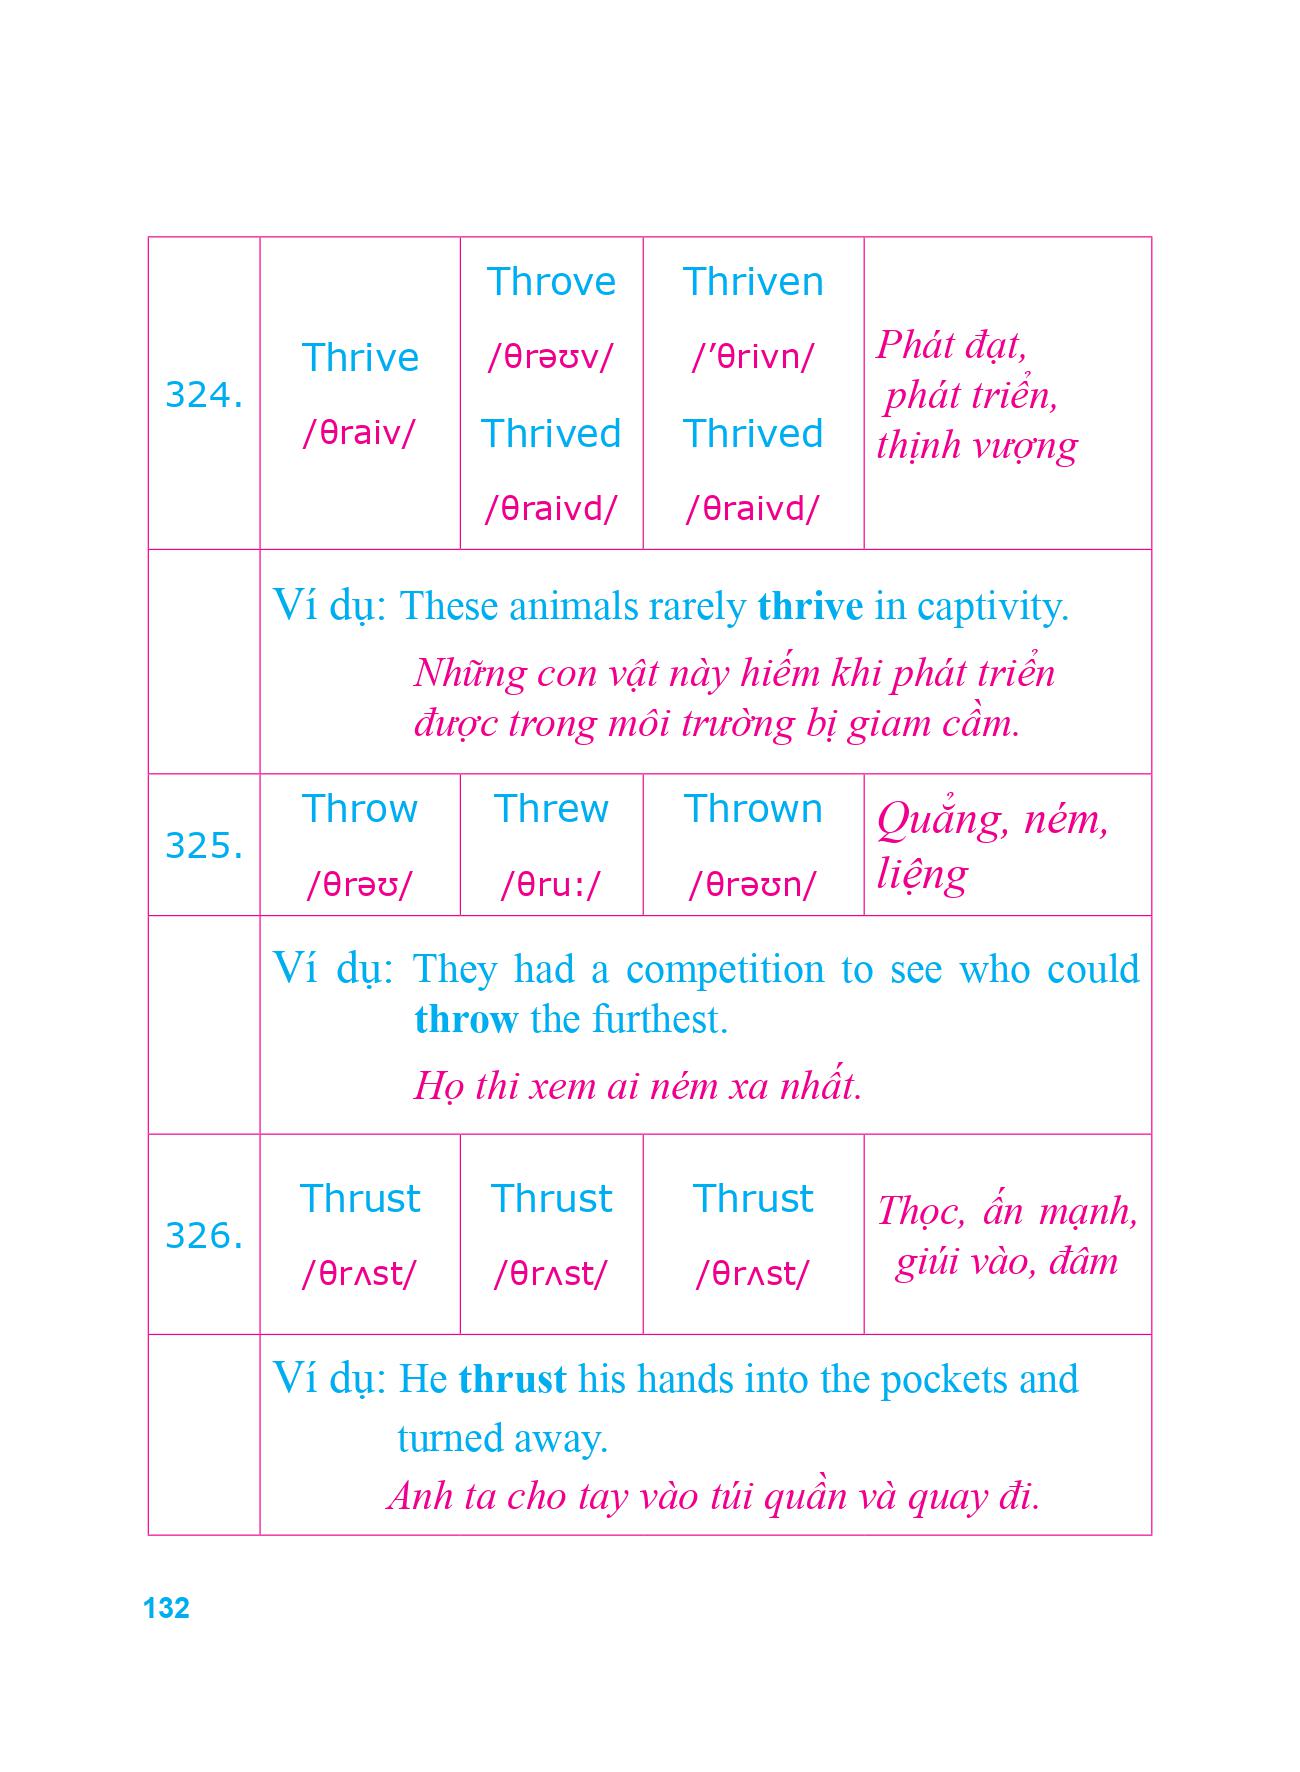 324.
Thrive
/θraiv/
Throve
/θrəʊv/
Thrived
/θraivd/
Thriven
/’θrivn/
Thrived
/θraivd/
Phát đạt,
phát triển,
thịnh vượng
Ví dụ: These animals rarely thrive in captivity.
Những con vật này hiếm khi phát triển
được trong môi trường bị giam cầm.
325.
Throw
/θrəʊ/
Threw
/θru:/
Thrown
/θrəʊn/
Quẳng, ném,
liệng
Ví dụ: They had a competition to see who could
throw the furthest.
Họ thi xem ai ném xa nhất.
326.
Thrust
/θrʌst/
Thrust
/θrʌst/
Thrust
/θrʌst/
Thọc, ấn mạnh,
giúi vào, đâm
Ví dụ: He thrust his hands into the pockets and
turned away.
Anh ta cho tay vào túi quần và quay đi.
132